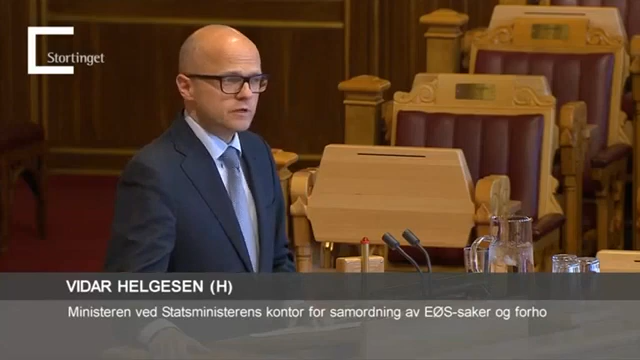 Stortinget
VIDAR HELGESEN (H)
Ministeren ved Statsministerens kontor for samordning av EØS-saker og forho